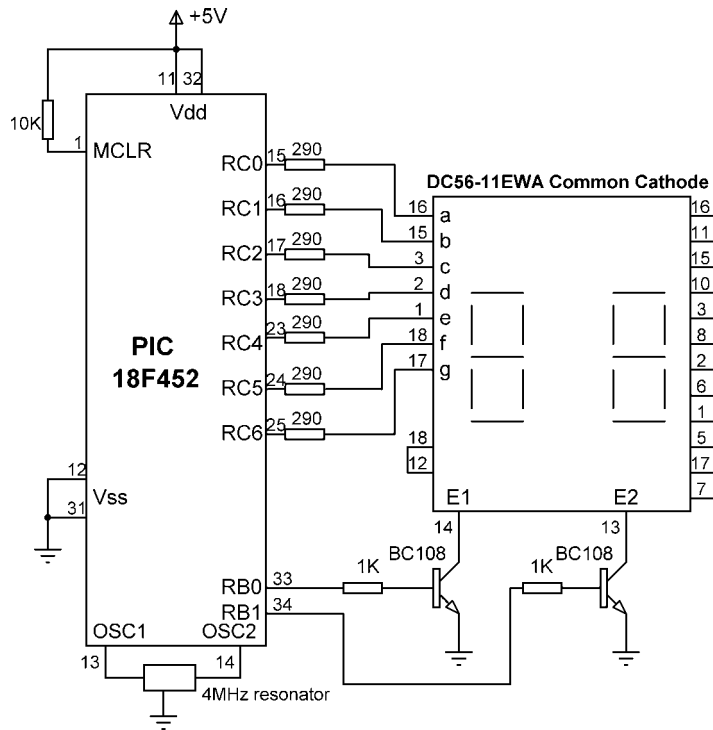 +5V
11 32
Vdd
10K
1 MCLR
RC0 15 290
RC1 16 290
RC2 17 290
RC3 18 290
RC4 23 290
RC5 24 290
RC6 25 290
PIC
18F452
12
Vss
31
RB0 33
RB1 34
OSC1 OSC2
13 14
4MHz resonator
DC56-11EWA Common Cathode
16 a
15 b
3 c
2 d
1 e
18 f
17 g
18
12
16
11
15
10
3
8
2
6
1
5
17
7
E1 E2
14 13
1K BC108
1K BC108